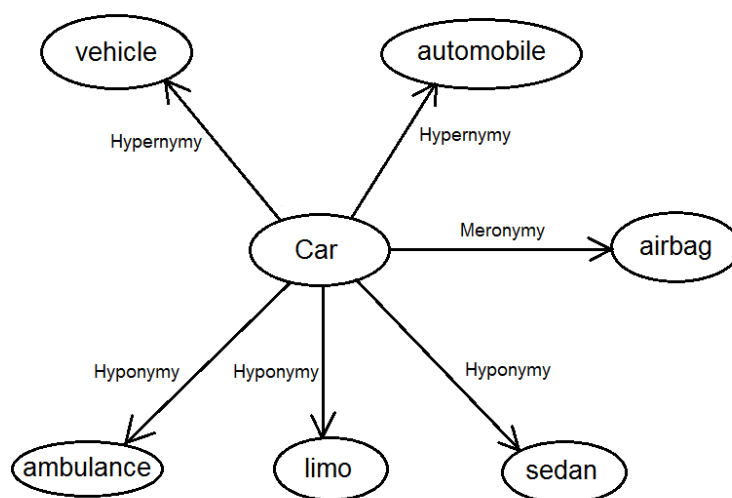 vehicle
automobile
Hypernymy
Hypernymy
Car
Meronymy
airbag
Hyponymy
Hyponymy
Hyponymy
ambulance
limo
sedan